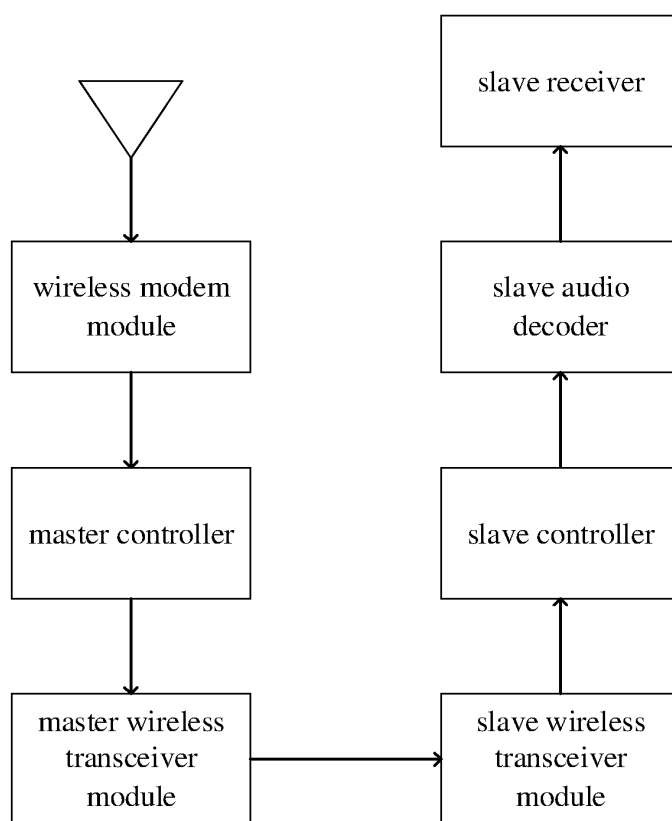 wireless modem
module
master controller
master wireless
transceiver
module
slave wireless
transceiver
module
slave controller
slave audio
decoder
slave receiver